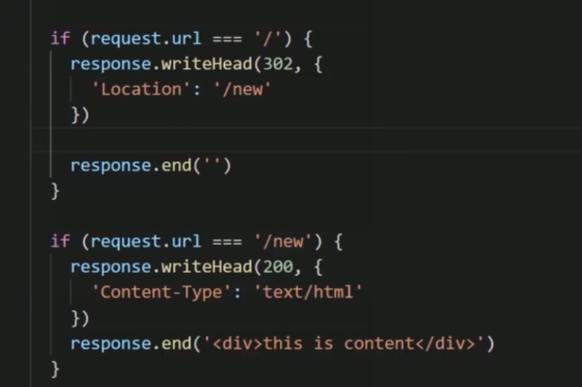 if (request.url === '/') {
response.writeHead(302, {
'Location': '/new'
})
response.end('')
}
if (request.url === '/new') {
response.writeHead(200, {
'Content-Type': 'text/html'
})
response.end('<div>this is content</div>')
}